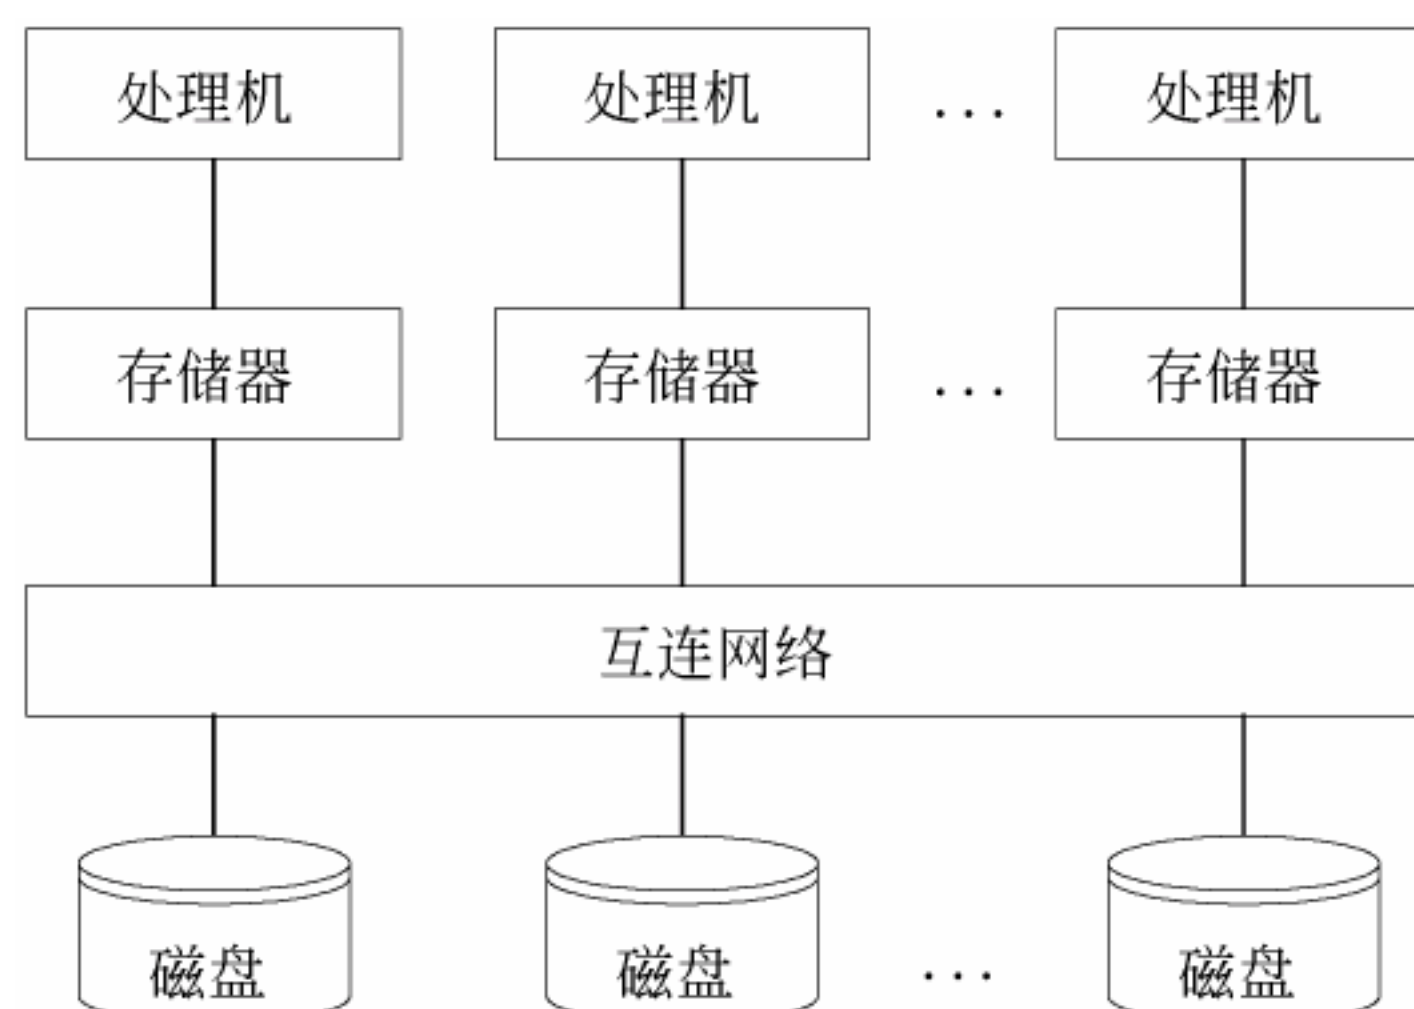 处理机 处理机 ... 处理机
存储器 存储器 ... 存储器
互连网络
磁盘 磁盘 ... 磁盘